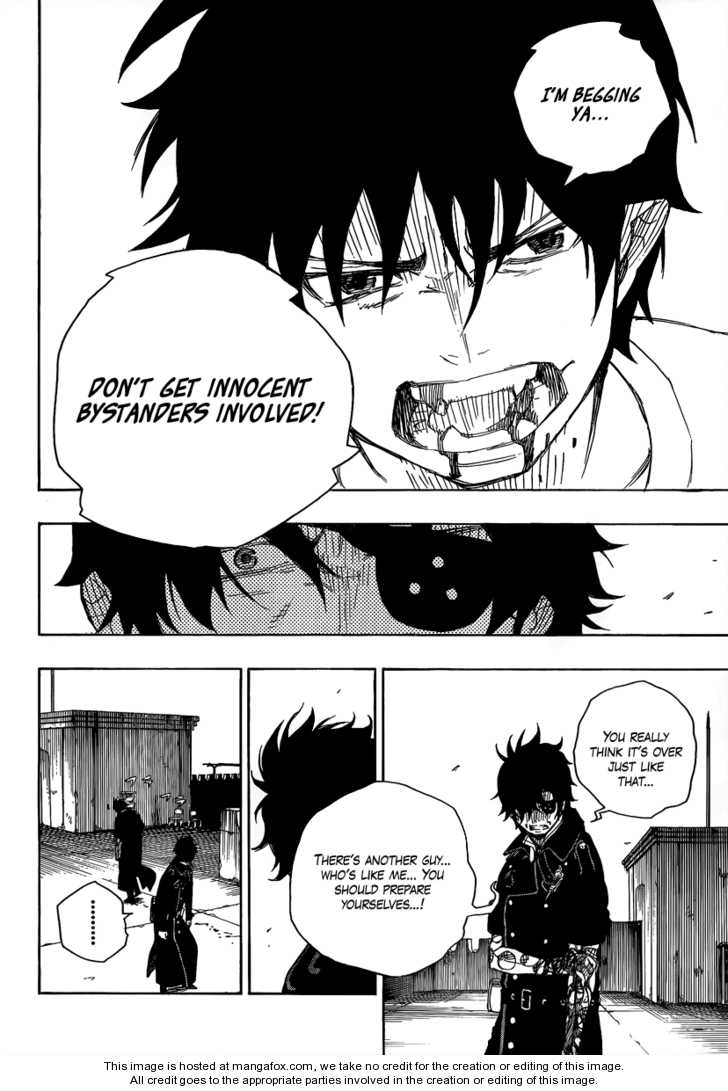 I'M BEGGING
YA...
DON'T GET INNOCENT
BYSTANDERS INVOLVED!
YOU REALLY
THINK IT'S OVER
JUST LIKE
THAT...
THERE'S ANOTHER GUY...
WHO'S LIKE ME... YOU
SHOULD PREPARE
YOURSELVES...!
.........
This image is hosted at mangafox.com, we take no credit for the creation or editing of this image.
All credit goes to the appropriate parties involved in the creation or editing of this image.